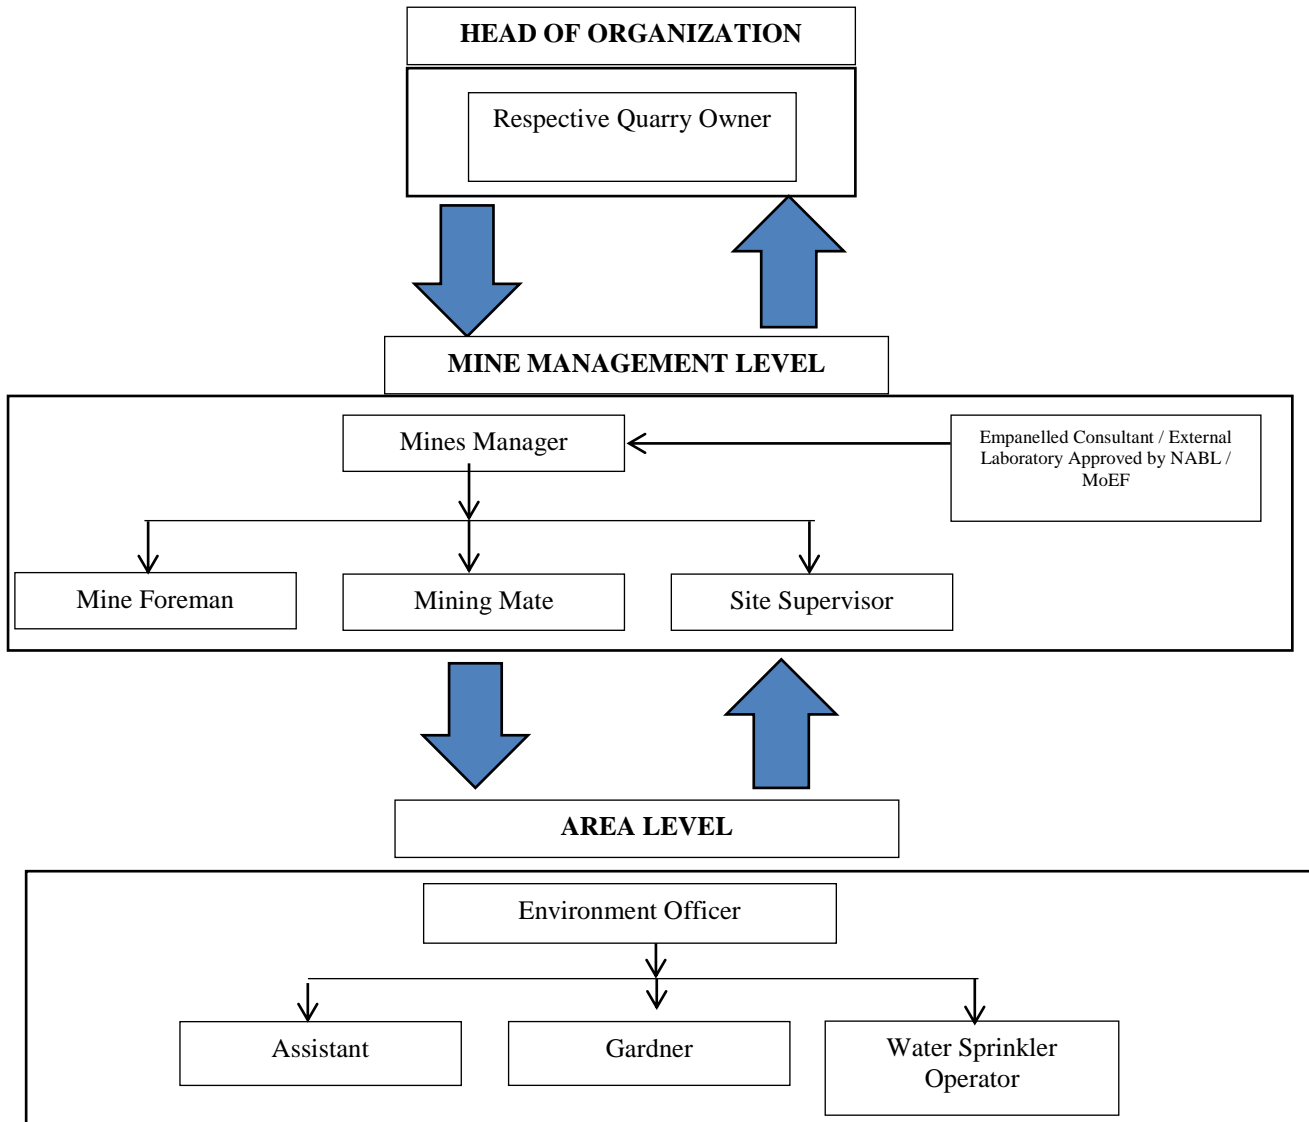 HEAD OF ORGANIZATION
Respective Quarry Owner
MINE MANAGEMENT LEVEL
Mines Manager
Empanelled Consultant / External
Laboratory Approved by NABL /
MoEF
Mine Foreman
Mining Mate
Site Supervisor
AREA LEVEL
Environment Officer
Assistant
Gardner
Water Sprinkler
Operator